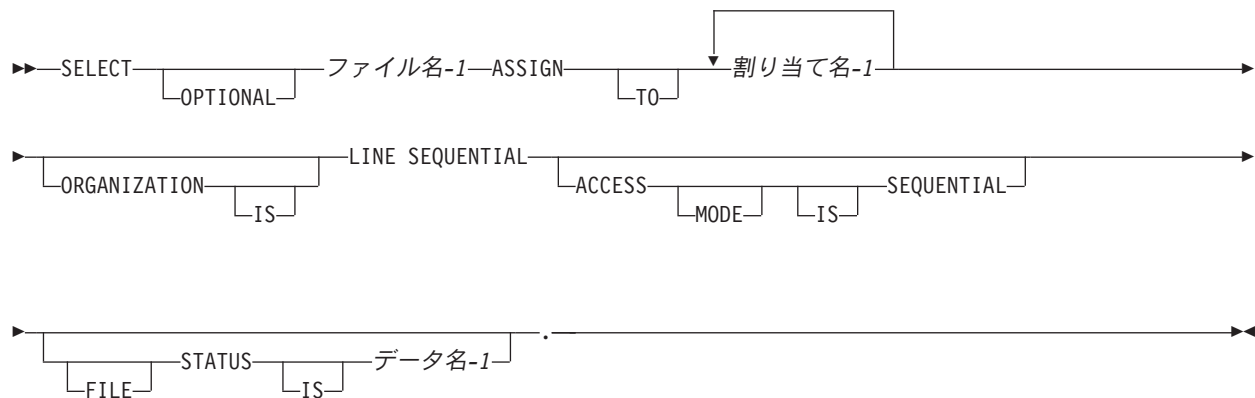 SELECT ファイル名-1 ASSIGN 割り当て名-1
OPTIONAL TO
LINE SEQUENTIAL
ORGANIZATION ACCESS SEQUENTIAL
IS MODE IS
.
STATUS データ名-1
FILE IS